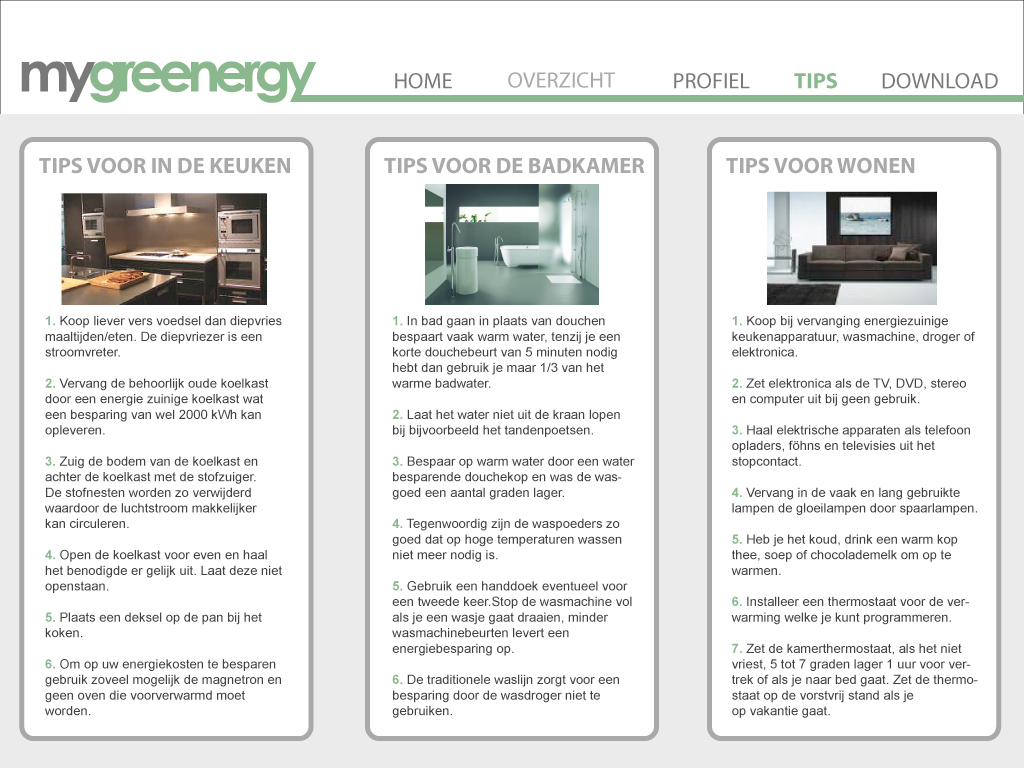 mygreenergy
HOME
OVERZICHT
PROFIEL
TIPS
DOWNLOAD
TIPS VOOR IN DE KEUKEN
1. Koop liever vers voedsel dan diepvries
maaltijden/eten. De diepvriezer is een
stroomvreter.
2. Vervang de behoorlijk oude koelkast
door een energie zuinige koelkast wat
een besparing van wel 2000 kWh kan
opleveren.
3. Zuig de bodem van de koelkast en
achter de koelkast met de stofzuiger.
De stofnesten worden zo verwijderd
waardoor de luchtstroom makkelijker
kan circuleren.
4. Open de koelkast voor even en haal
het benodigde er gelijk uit. Laat deze niet
openstaan.
5. Plaats een deksel op de pan bij het
koken.
6. Om op uw energiekosten te besparen
gebruik zoveel mogelijk de magnetron en
geen oven die voorverwarmd moet
worden.
TIPS VOOR DE BADKAMER
1. In bad gaan in plaats van douchen
bespaart vaak warm water, tenzij je een
korte douchebeurt van 5 minuten nodig
hebt dan gebruik je maar 1/3 van het
warme badwater.
2. Laat het water niet uit de kraan lopen
bij bijvoorbeeld het tandenpoetsen.
3. Bespaar op warm water door een water
besparende douchekop en was de was-
goed een aantal graden lager.
4. Tegenwoordig zijn de waspoeders zo
goed dat op hoge temperaturen wassen
niet meer nodig is.
5. Gebruik een handdoek eventueel voor
een tweede keer.Stop de wasmachine vol
als je een wasje gaat draaien, minder
wasmachinebeurten levert een
energiebesparing op.
6. De traditionele waslijn zorgt voor een
besparing door de wasdroger niet te
gebruiken.
TIPS VOOR WONEN
1. Koop bij vervanging energiezuinige
keukenapparatuur, wasmachine, droger of
elektronica.
2. Zet elektronica als de TV, DVD, stereo
en computer uit bij geen gebruik.
3. Haal elektrische apparaten als telefoon
opladers, föhns en televisies uit het
stopcontact.
4. Vervang in de vaak en lang gebruikte
lampen de gloeilampen door spaarlampen.
5. Heb je het koud, drink een warm kop
thee, soep of chocolademelk om op te
warmen.
6. Installeer een thermostaat voor de ver-
warming welke je kunt programmeren.
7. Zet de kamerthermostaat, als het niet
vriest, 5 tot 7 graden lager 1 uur voor ver-
trek of als je naar bed gaat. Zet de thermo-
staat op de vorstvrij stand als je
op vakantie gaat.